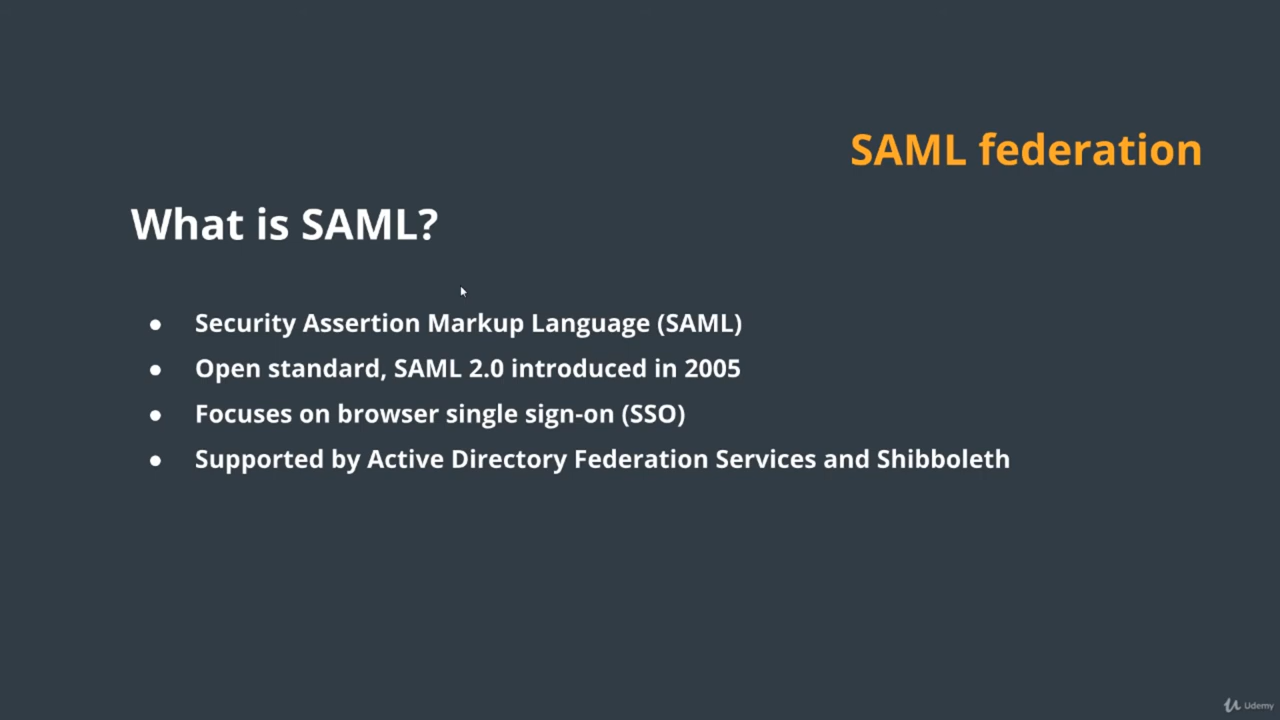 SAML federation
What is SAML?
● Security Assertion Markup Language (SAML)
● Open standard, SAML 2.0 introduced in 2005
● Focuses on browser single sign-on (SSO)
● Supported by Active Directory Federation Services and Shibboleth
Udemy